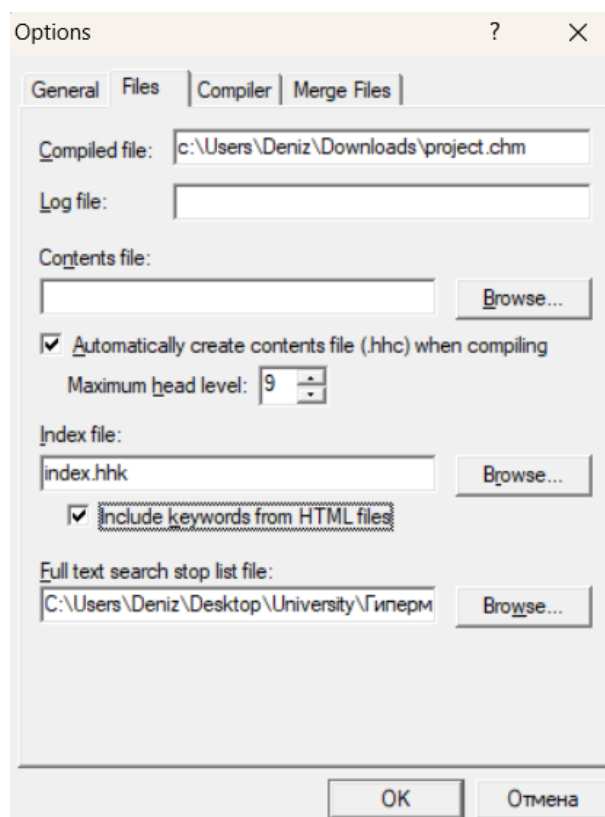 Options ?
General Files Compiler Merge Files
Compiled file: c:\Users\Deniz\Downloads\project.chm
Log file:
Contents file:
Browse...
Automatically create contents file (.hhc) when compiling
Maximum head level: 9
Index file:
index.hhk Browse...
Include keywords from HTML files
Full text search stop list file:
C:\Users\Deniz\Desktop\University\Гиперм Browse...
OK Отмена